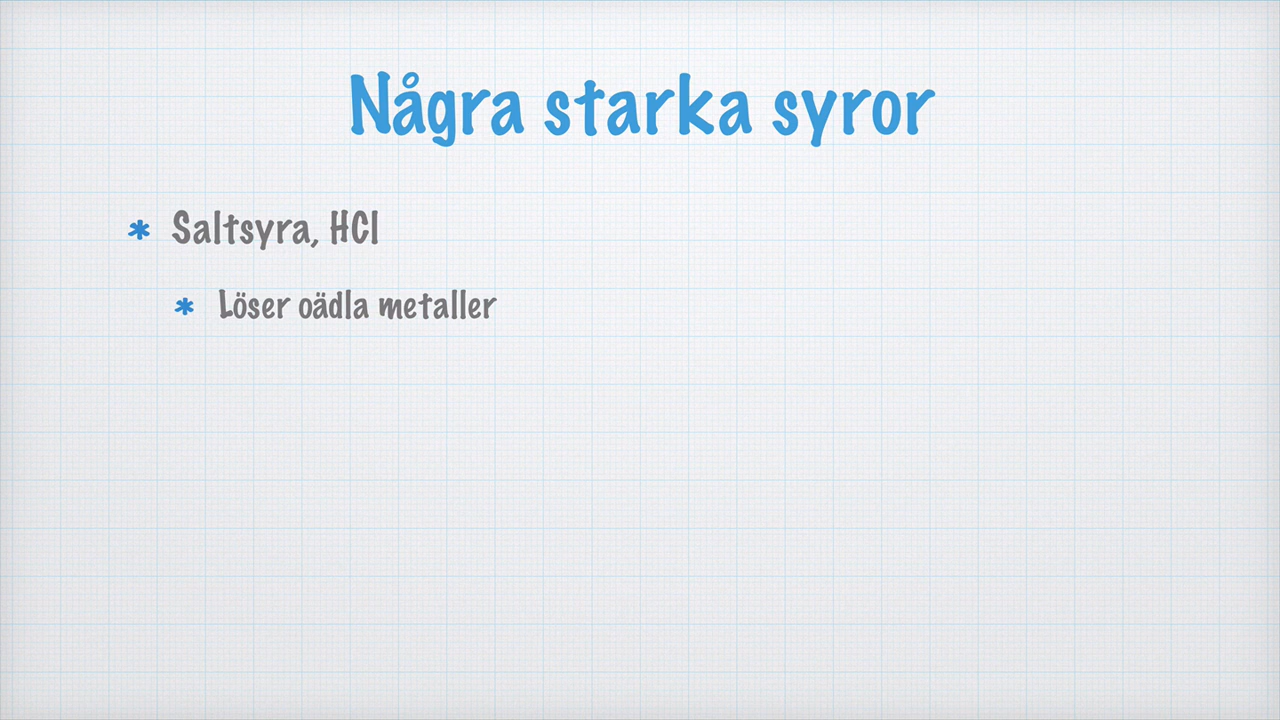 Några starka syror
* Saltsyra, HCl
* Löser oädla metaller